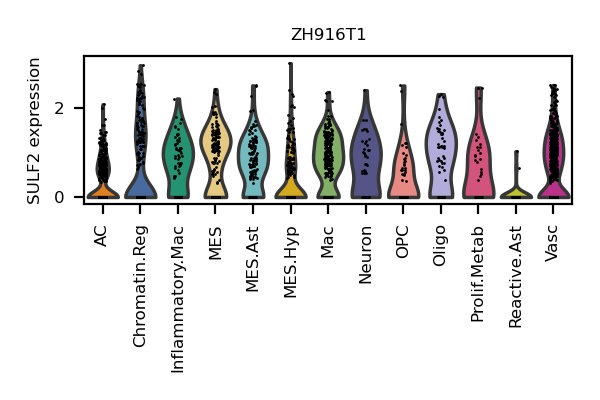 ZH916T1
SULF2 expression
2
0
AC
Chromatin.Reg
Inflammatory.Mac
MES
MES.Ast
MES.Hyp
Mac
Neuron
OPC
Oligo
Prolif.Metab
Reactive.Ast
Vasc